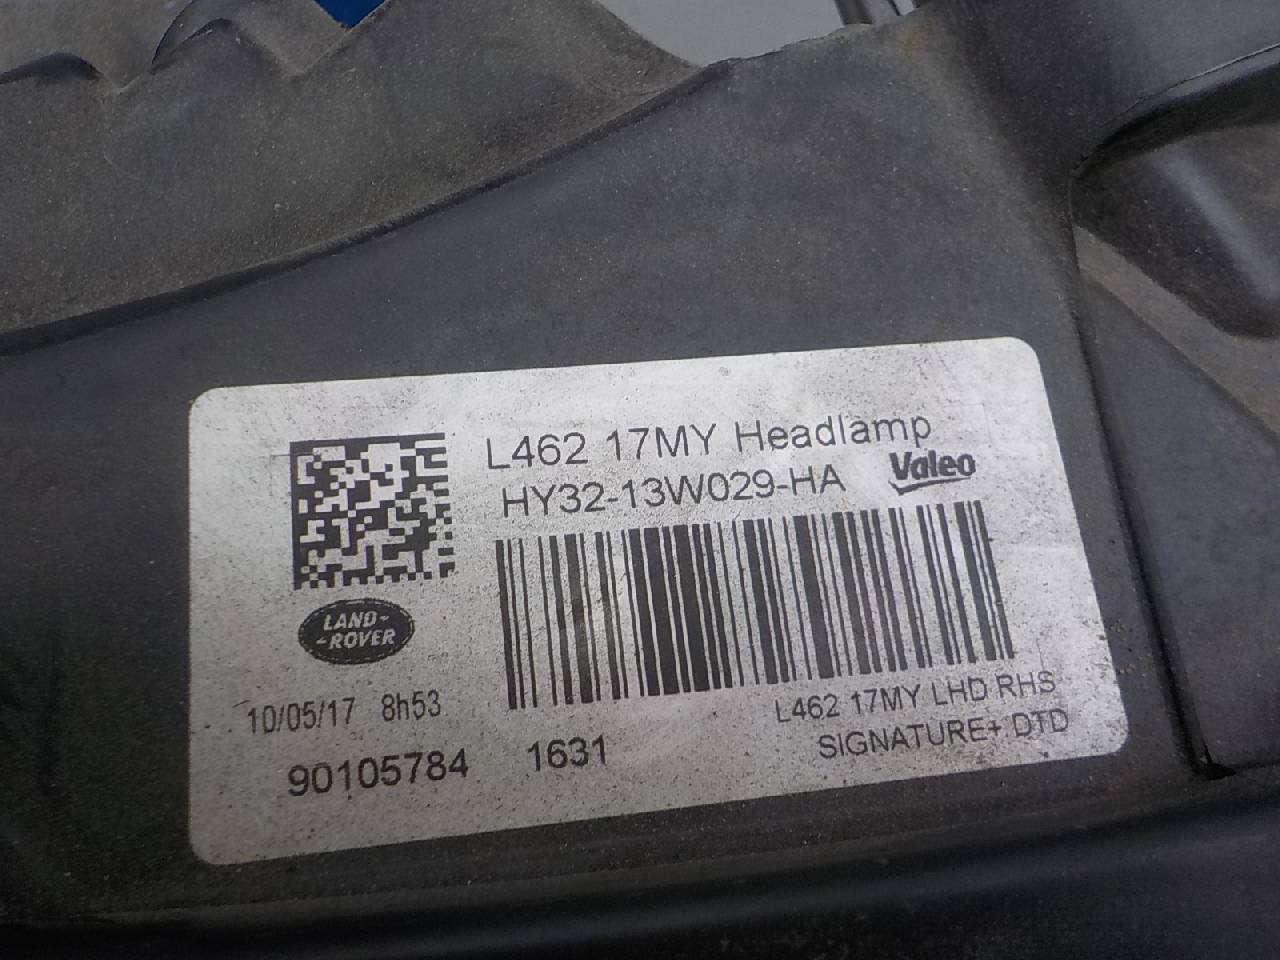 L462 17MY Headlamp
HY32-13W029-HA
Valeo
LAND-
-ROVER
10/05/17 8h53
L462 17MY LHD RHS
SIGNATURE+ DTD
90105784 1631